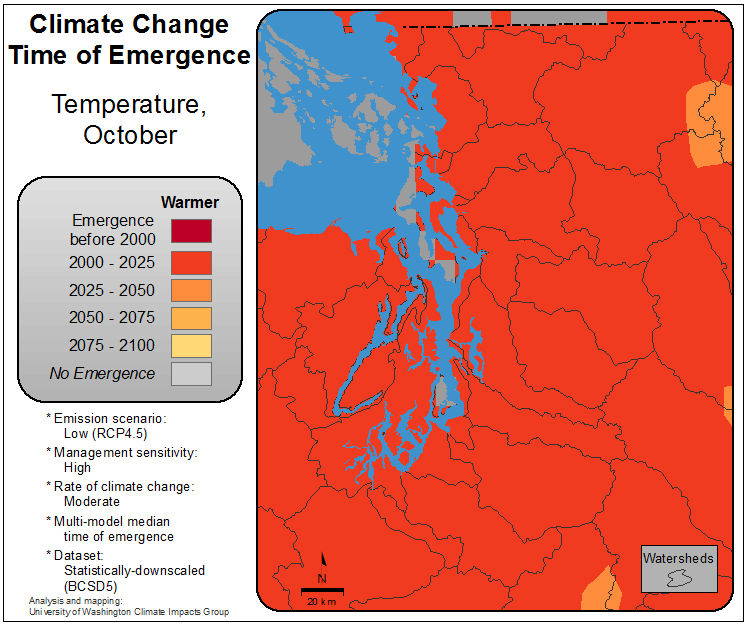 Climate Change
Time of Emergence
Temperature,
October
Warmer
Emergence
before 2000
2000 - 2025
2025 - 2050
2050 - 2075
2075 - 2100
No Emergence
* Emission scenario:
Low (RCP4.5)
* Management sensitivity:
High
* Rate of climate change:
Moderate
* Multi-model median
time of emergence
* Dataset:
Statistically-downscaled
(BCSD5)
Analysis and mapping:
University of Washington Climate Impacts Group
N
20 km
Watersheds